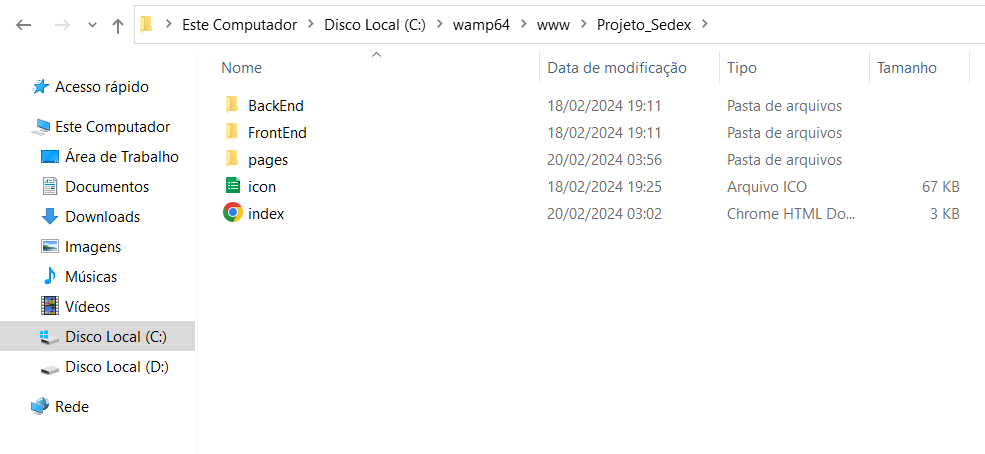 Este Computador > Disco Local (C:) > wamp64 > www > Projeto_Sedex >
Nome Data de modificação Tipo Tamanho
Acesso rápido
Este Computador
Área de Trabalho
Documentos
Downloads
Imagens
Músicas
Vídeos
Disco Local (C:)
Disco Local (D:)
Rede
BackEnd 18/02/2024 19:11 Pasta de arquivos
FrontEnd 18/02/2024 19:11 Pasta de arquivos
pages 20/02/2024 03:56 Pasta de arquivos
icon 18/02/2024 19:25 Arquivo ICO 67 KB
index 20/02/2024 03:02 Chrome HTML Do... 3 KB